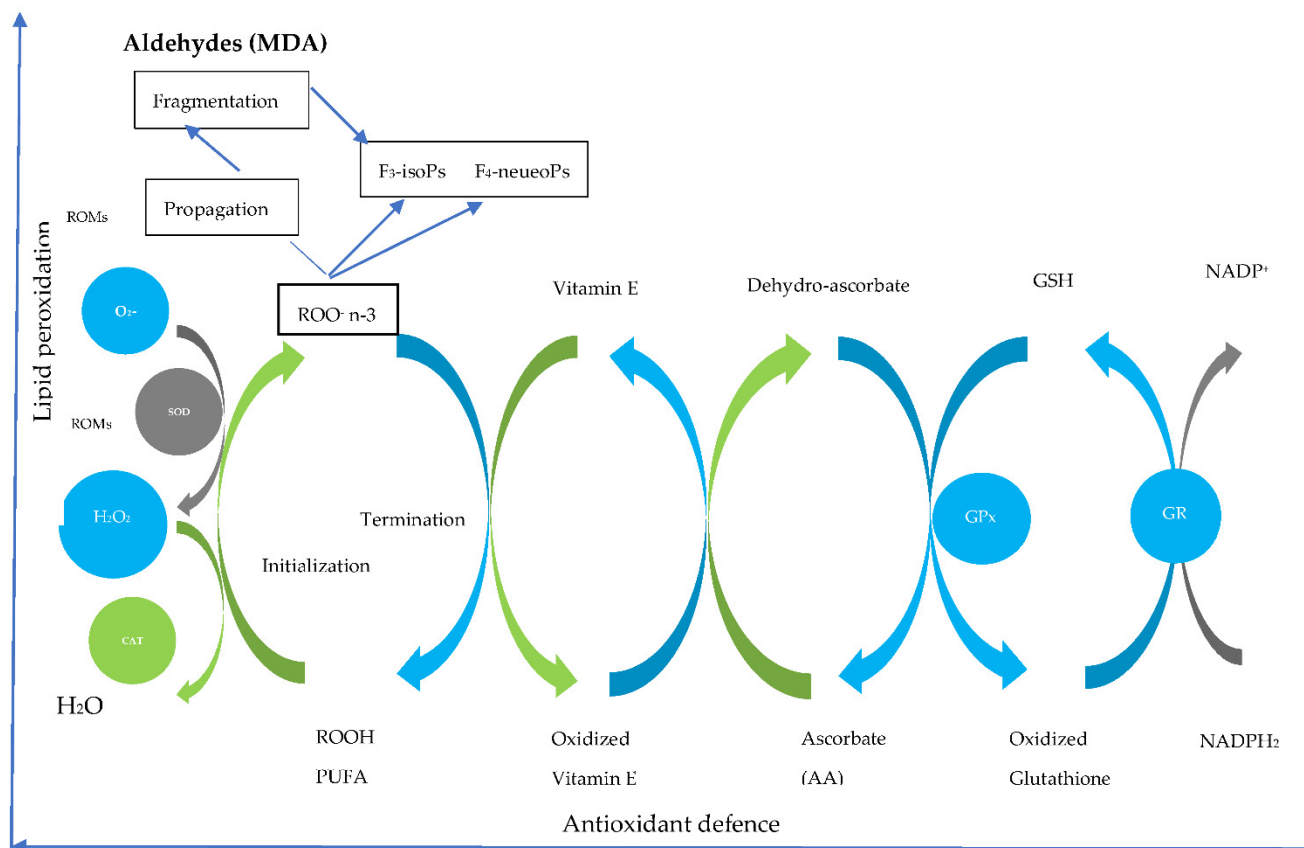 Aldehydes (MDA)
Fragmentation
F₃-isoPs F₄-neueoPs
Propagation
ROMs
Lipid peroxidation
O₂-
ROO- n-3
Vitamin E
Dehydro-ascorbate
GSH
NADP⁺
SOD
ROMs
H₂O₂
Termination
GPx
GR
Initialization
CAT
H₂O
ROOH
PUFA
Oxidized
Vitamin E
Ascorbate
(AA)
Oxidized
Glutathione
NADPH₂
Antioxidant defence